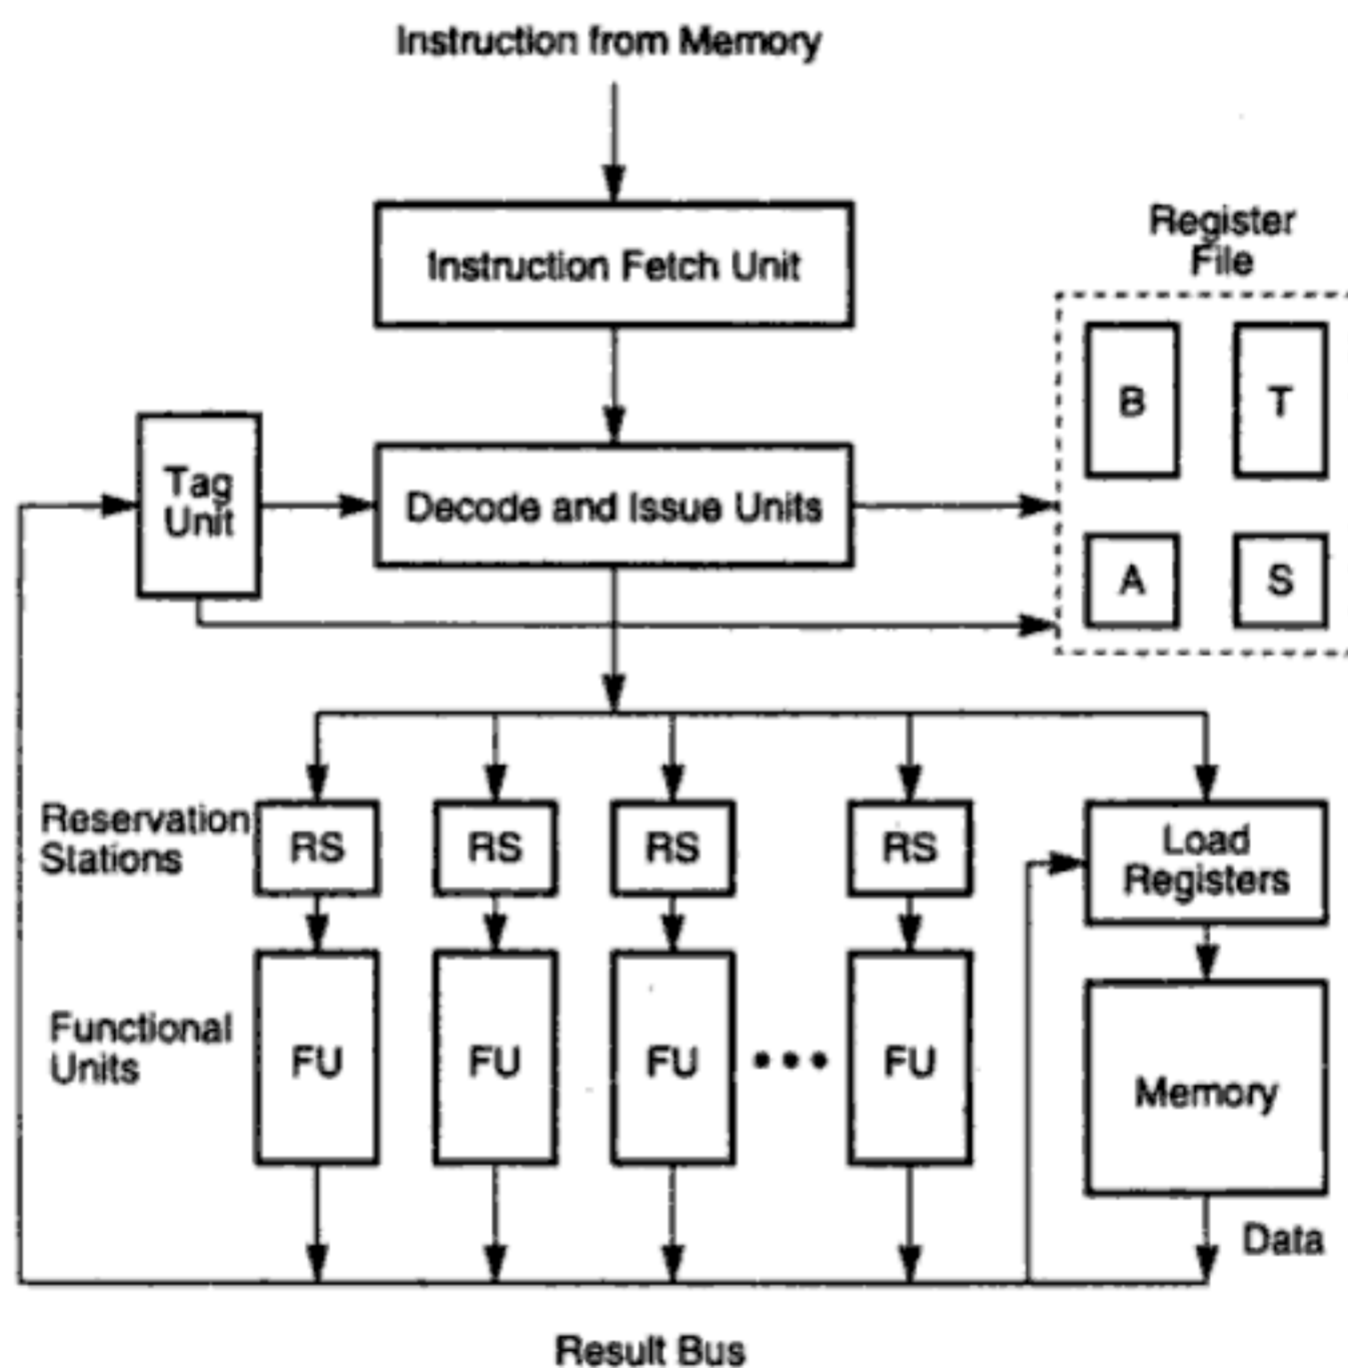 Instruction from Memory
Instruction Fetch Unit
Register
File
B
T
Tag
Unit
Decode and Issue Units
A
S
Reservation
Stations
RS
RS
RS
RS
Load
Registers
Functional
Units
FU
FU
FU
•••
FU
Memory
Data
Result Bus